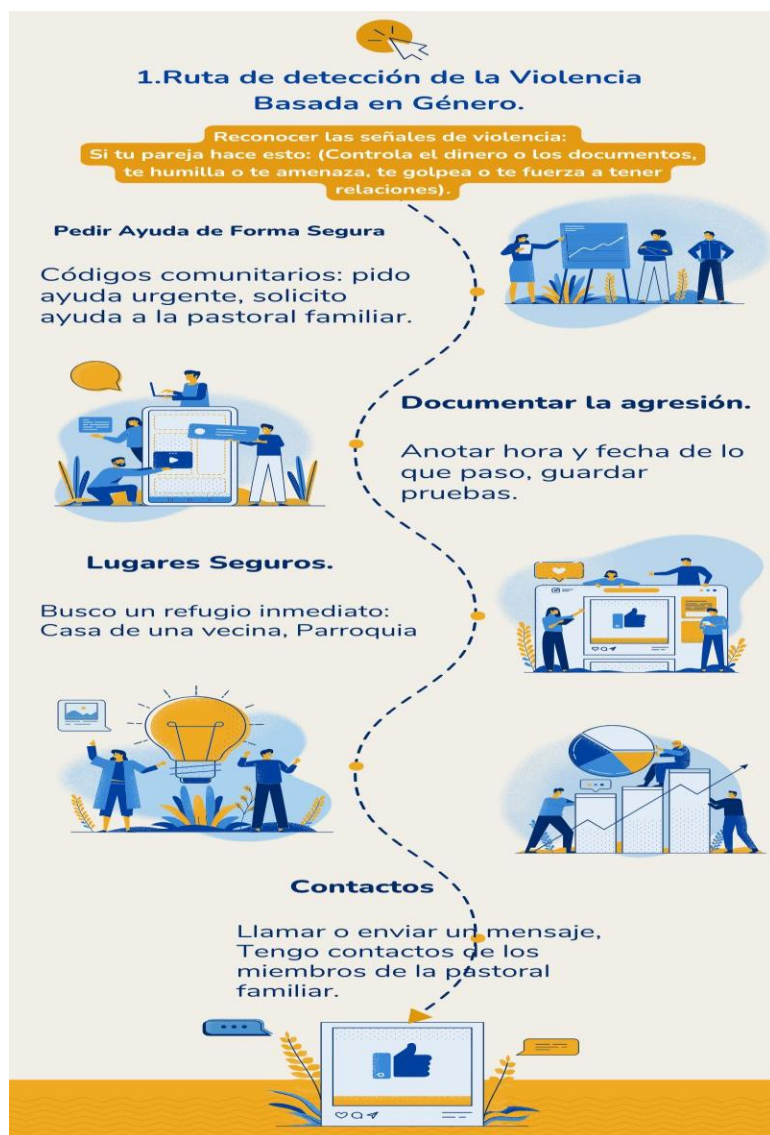 1.Ruta de detección de la Violencia
Basada en Género.
Reconocer las señales de violencia:
Si tu pareja hace esto: (Controla el dinero o los documentos,
te humilla o te amenaza, te golpea o te fuerza a tener
relaciones).
Pedir Ayuda de Forma Segura
Códigos comunitarios: pido
ayuda urgente, solicito
ayuda a la pastoral familiar.
Documentar la agresión.
Anotar hora y fecha de lo
que paso, guardar
pruebas.
Lugares Seguros.
Busco un refugio inmediato:
Casa de una vecina, Parroquia
Contactos
Llamar o enviar un mensaje,
Tengo contactos de los
miembros de la pastoral
familiar.